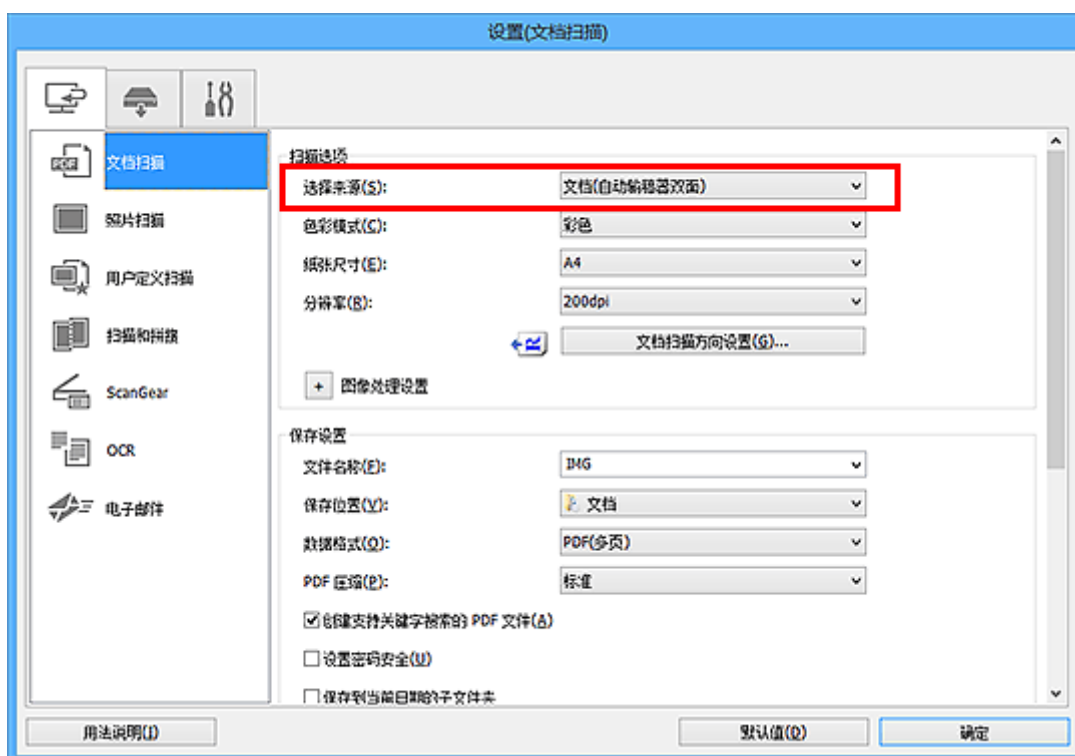 设置(文档扫描)
PDF
文档扫描
照片扫描
用户定义扫描
扫描和拼接
ScanGear
OCR
电子邮件
扫描选项
选择来源(S): 文档(自动输稿器双面)
色彩模式(C): 彩色
纸张尺寸(E): A4
分辨率(R): 200dpi
文档扫描方向设置(G)...
+ 图像处理设置
保存设置
文件名称(F): IMG
保存位置(V): 文档
数据格式(O): PDF(多页)
PDF 压缩(P): 标准
创建支持关键字搜索的 PDF 文件(A)
设置密码安全(U)
保存到当前日期的子文件夹
用法说明(I) 默认值(D) 确定